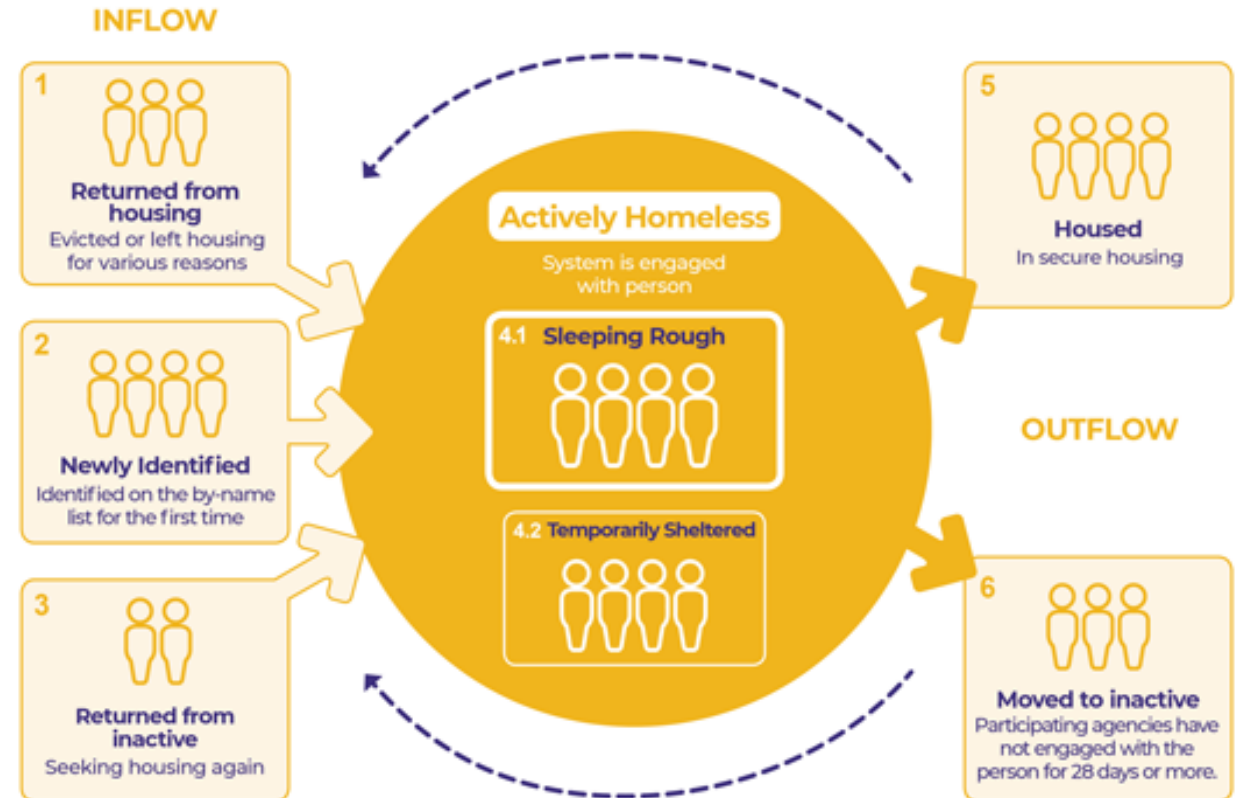 INFLOW
1
Returned from
housing
Evicted or left housing
for various reasons
2
Newly Identified
Identified on the by-name
list for the first time
3
Returned from
inactive
Seeking housing again
Actively Homeless
System is engaged
with person
4.1 Sleeping Rough
4.2 Temporarily Sheltered
5
Housed
In secure housing
OUTFLOW
6
Moved to inactive
Participating agencies have
not engaged with the
person for 28 days or more.